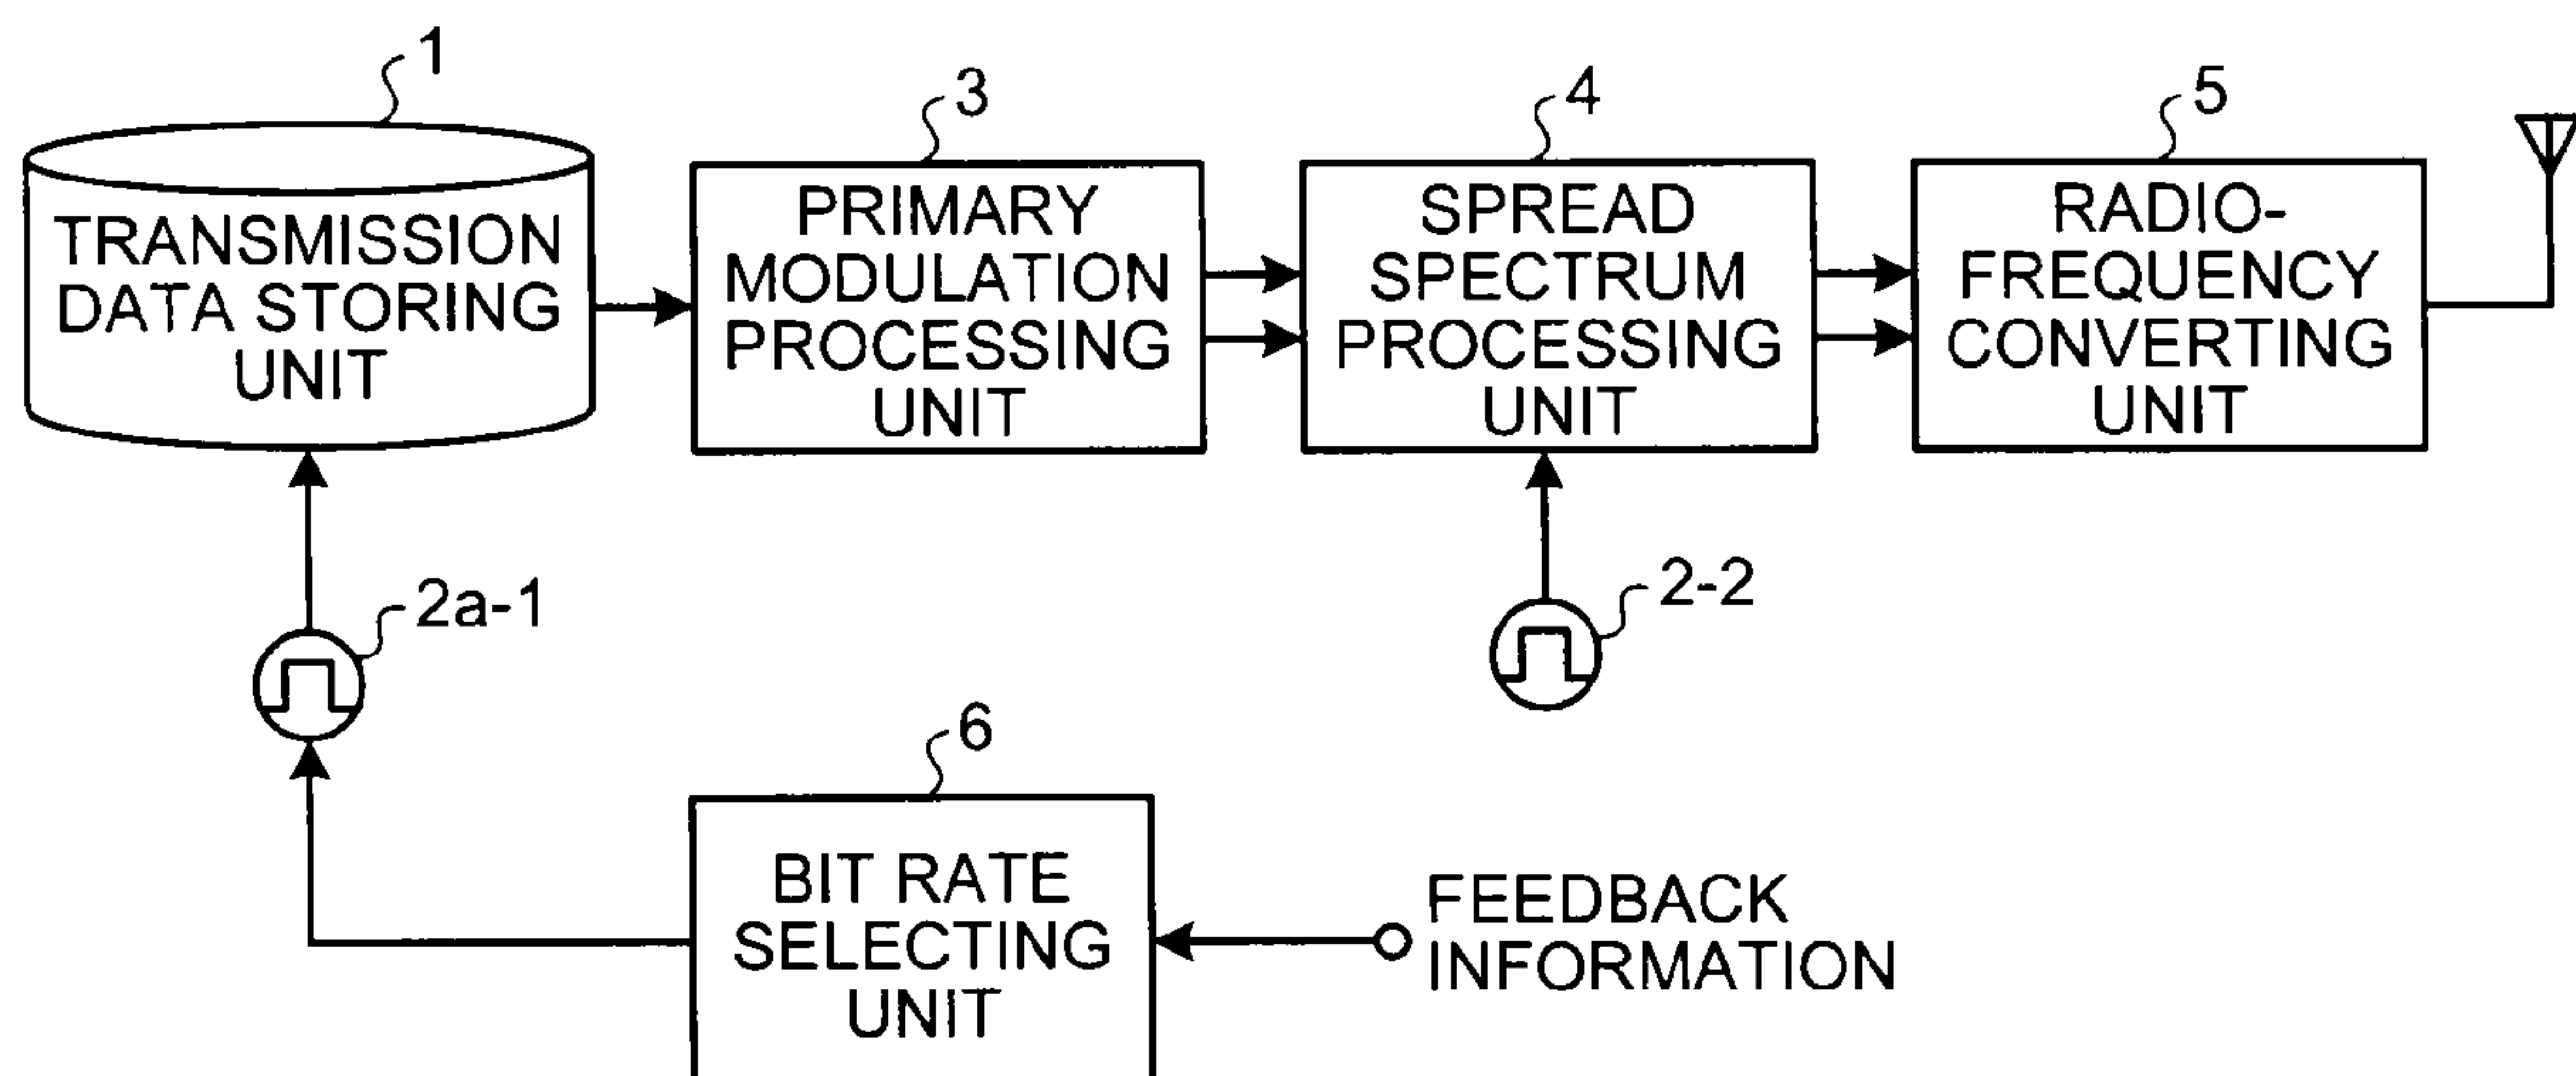 1
TRANSMISSION
DATA STORING
UNIT
3
PRIMARY
MODULATION
PROCESSING
UNIT
4
SPREAD
SPECTRUM
PROCESSING
UNIT
5
RADIO-
FREQUENCY
CONVERTING
UNIT
2a-1
2-2
6
BIT RATE
SELECTING
UNIT
FEEDBACK
INFORMATION